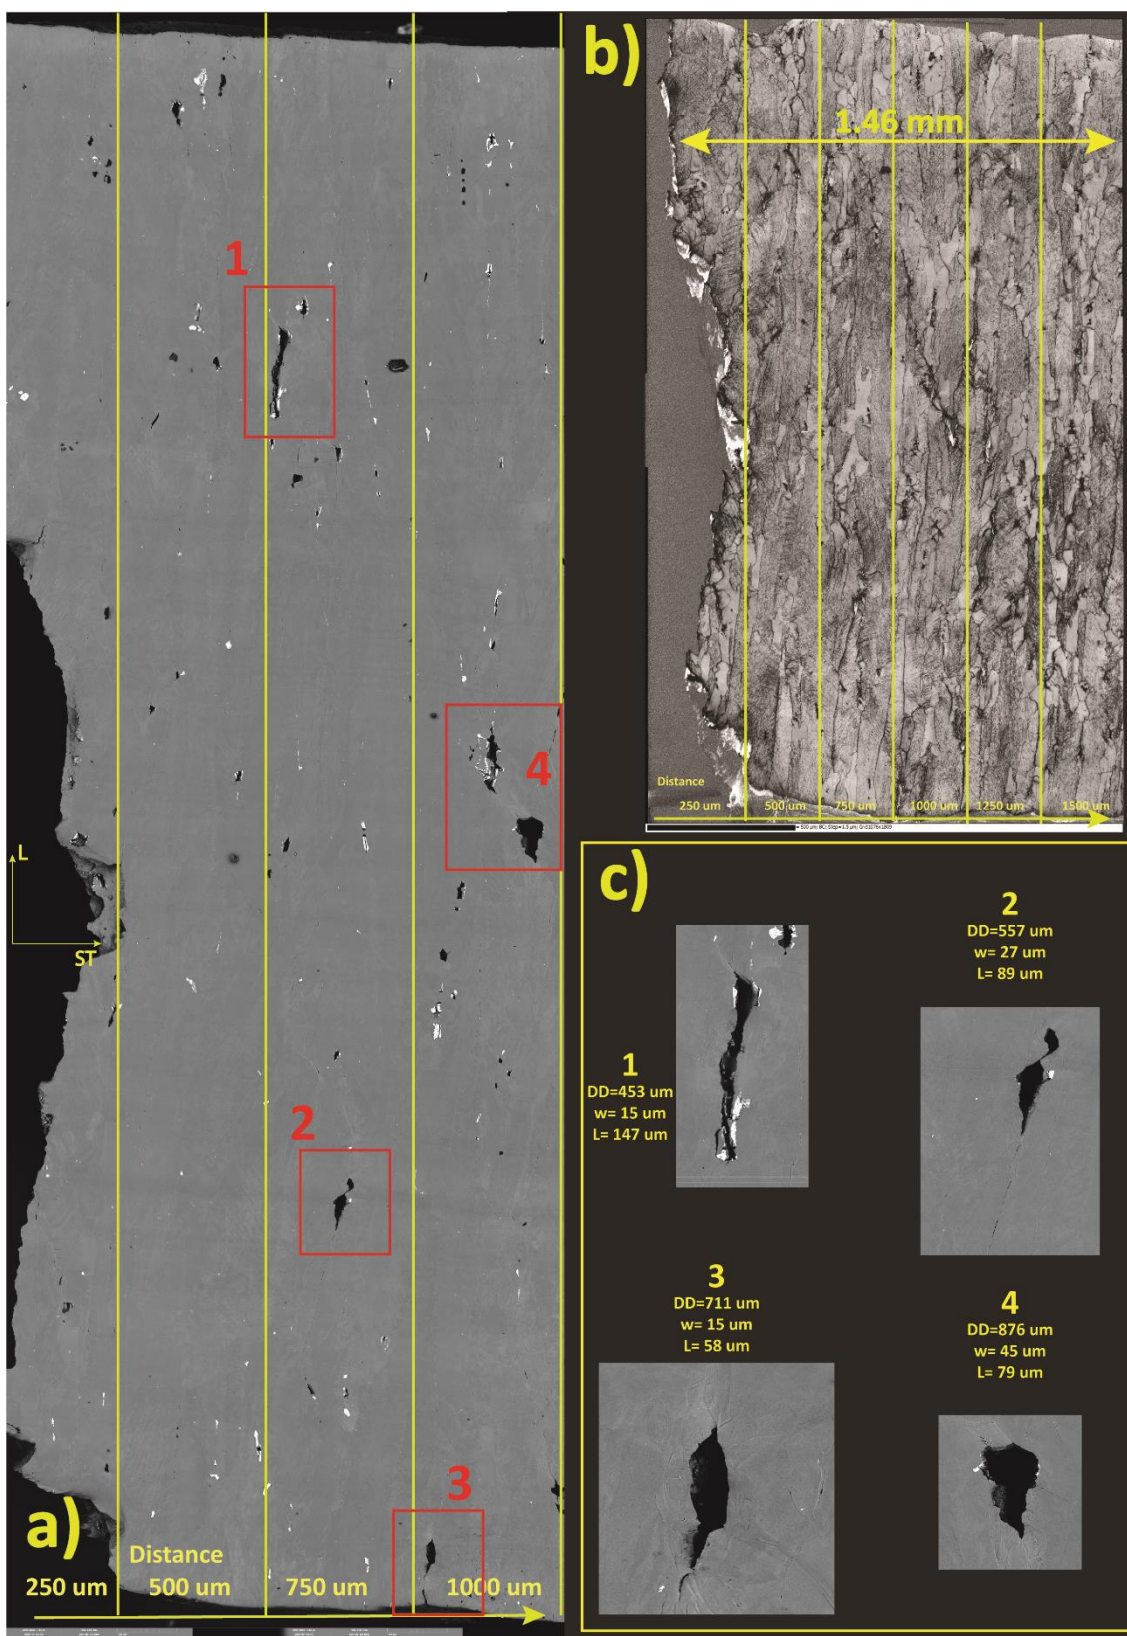 1
4
L
ST
2
3
a)
Distance
250 um
500 um
750 um
1000 um
b)
1.46 mm
Distance
250 um
500 um
750 um
1000 um
1250 um
1500 um
c)
1
DD=453 um
w= 15 um
L= 147 um
2
DD=557 um
w= 27 um
L= 89 um
3
DD=711 um
w= 15 um
L= 58 um
4
DD=876 um
w= 45 um
L= 79 um